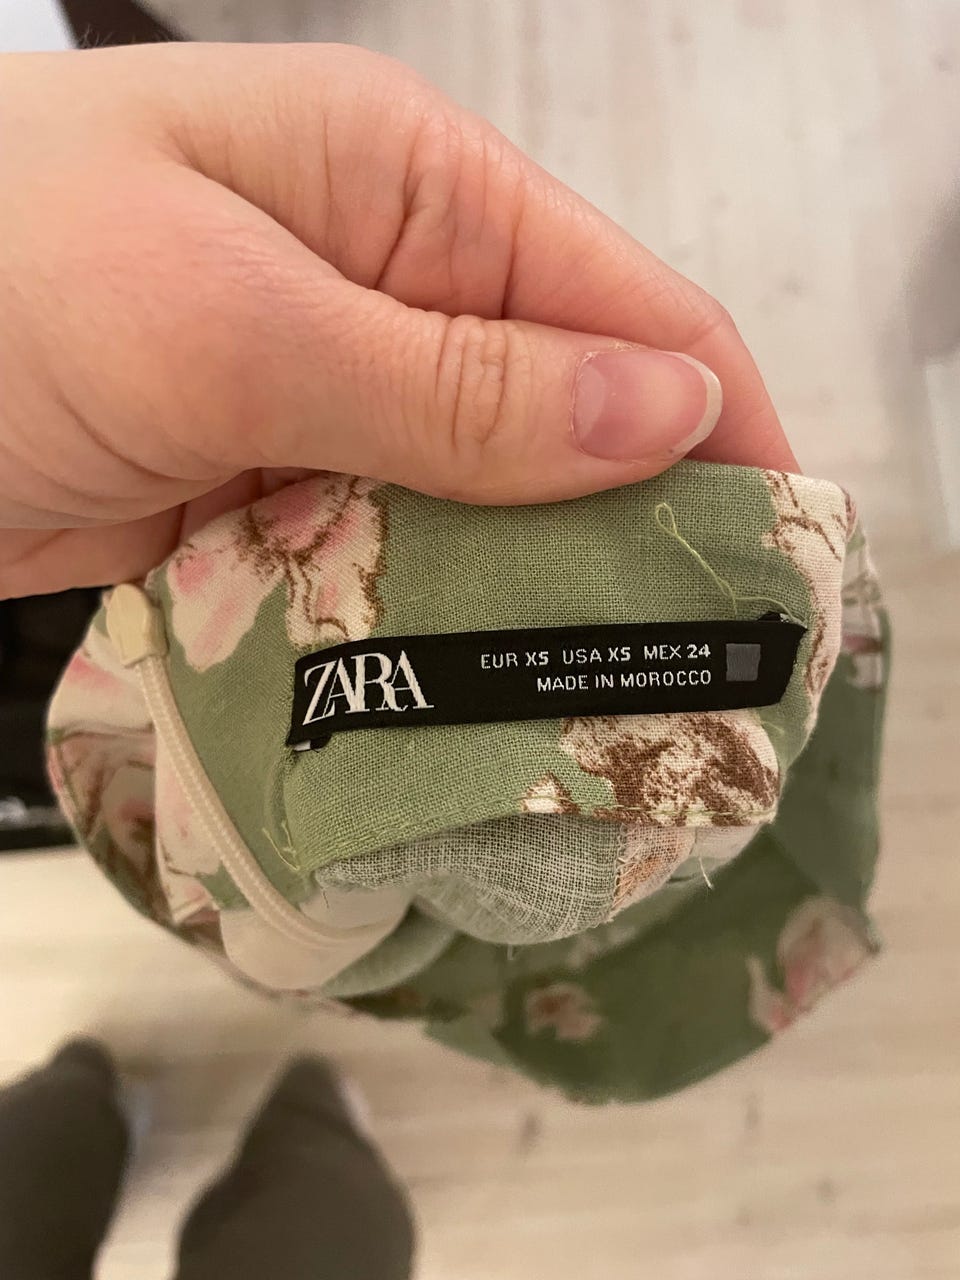 ZARA
EUR XS USA XS MEX 24
MADE IN MOROCCO